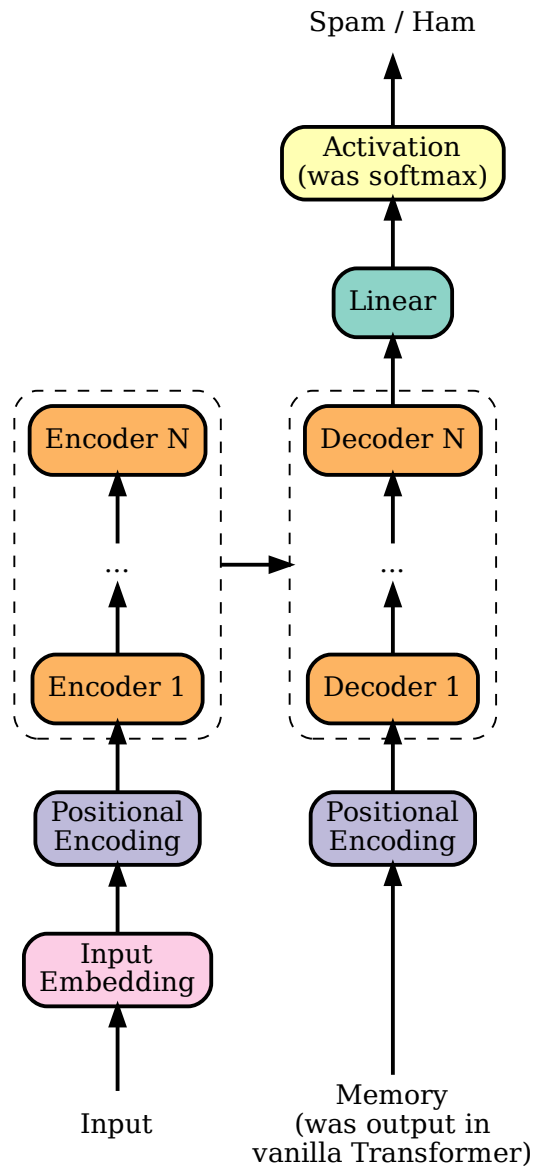 Spam / Ham
Activation
(was softmax)
Linear
Encoder N
Decoder N
...
...
Encoder 1
Decoder 1
Positional
Encoding
Positional
Encoding
Input
Embedding
Input
Memory
(was output in
vanilla Transformer)